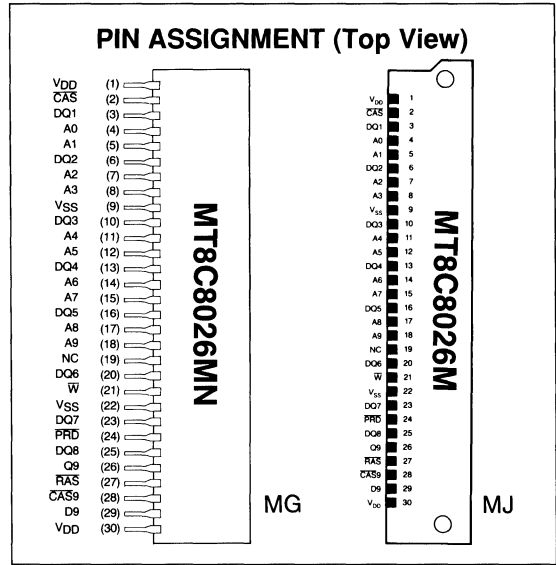 PIN ASSIGNMENT (Top View)
VDD (1)
CAS (2)
DQ1 (3)
A0 (4)
A1 (5)
DQ2 (6)
A2 (7)
A3 (8)
VSS (9)
DQ3 (10)
A4 (11)
A5 (12)
DQ4 (13)
A6 (14)
A7 (15)
DQ5 (16)
A8 (17)
A9 (18)
NC (19)
DQ6 (20)
W (21)
VSS (22)
DQ7 (23)
PRD (24)
DQ8 (25)
Q9 (26)
RAS (27)
CAS9 (28)
D9 (29)
VDD (30)
MT8C8026MN
MG
VDD 1
CAS 2
DQ1 3
A0 4
A1 5
DQ2 6
A2 7
A3 8
VSS 9
DQ3 10
A4 11
A5 12
DQ4 13
A6 14
A7 15
DQ5 16
A8 17
A9 18
NC 19
DQ6 20
W 21
VSS 22
DQ7 23
PRD 24
DQ8 25
Q9 26
RAS 27
CAS9 28
D9 29
VDD 30
MT8C8026M
MJ